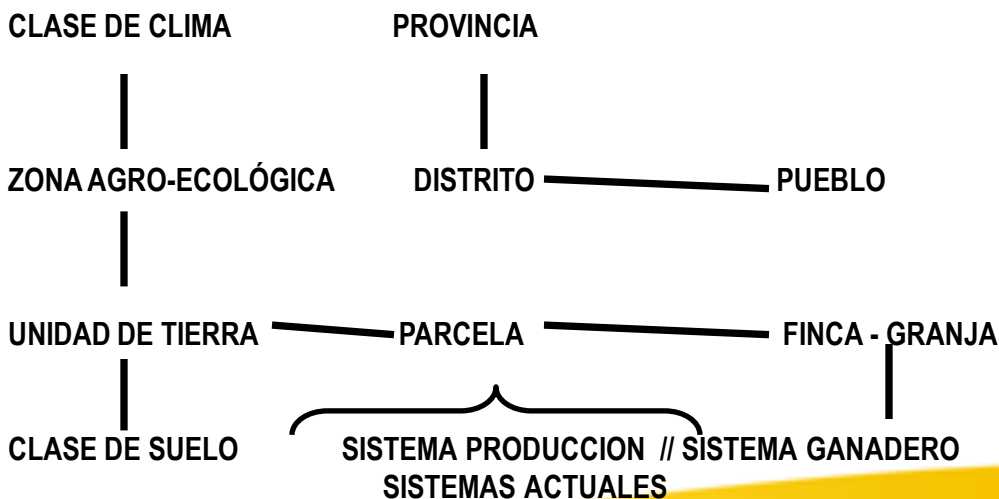 CLASE DE CLIMA PROVINCIA
ZONA AGRO-ECOLÓGICA DISTRITO PUEBLO
UNIDAD DE TIERRA PARCELA FINCA - GRANJA
CLASE DE SUELO SISTEMA PRODUCCION // SISTEMA GANADERO
SISTEMAS ACTUALES